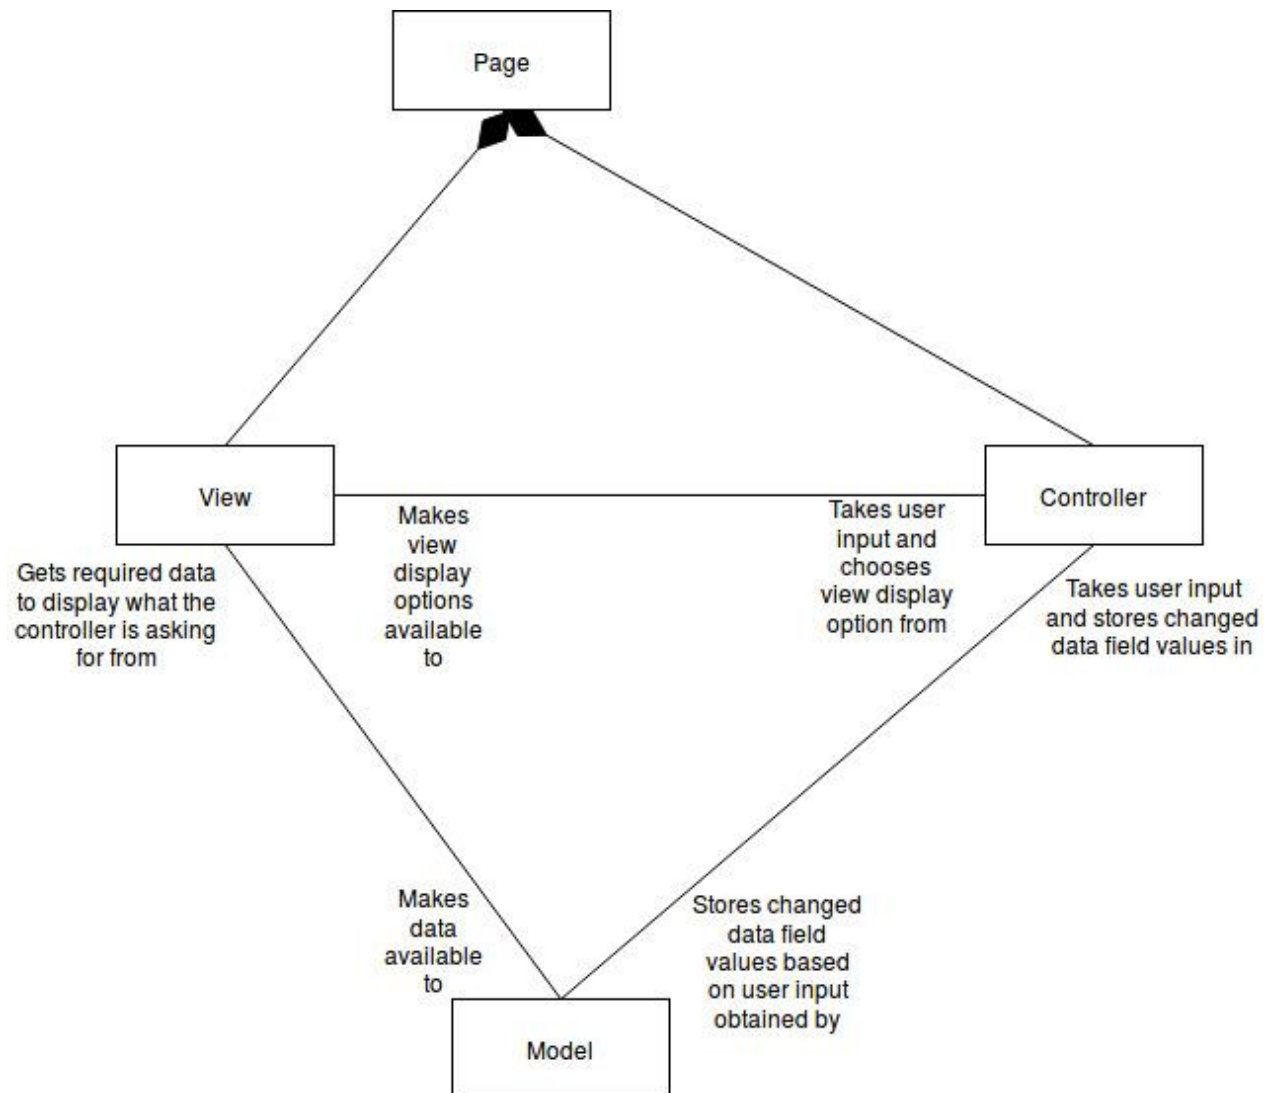 Page
View
Controller
Makes
view
display
options
available
to
Takes user
input and
chooses
view display
option from
Gets required data
to display what the
controller is asking
for from
Takes user input
and stores changed
data field values in
Makes
data
available
to
Stores changed
data field
values based
on user input
obtained by
Model